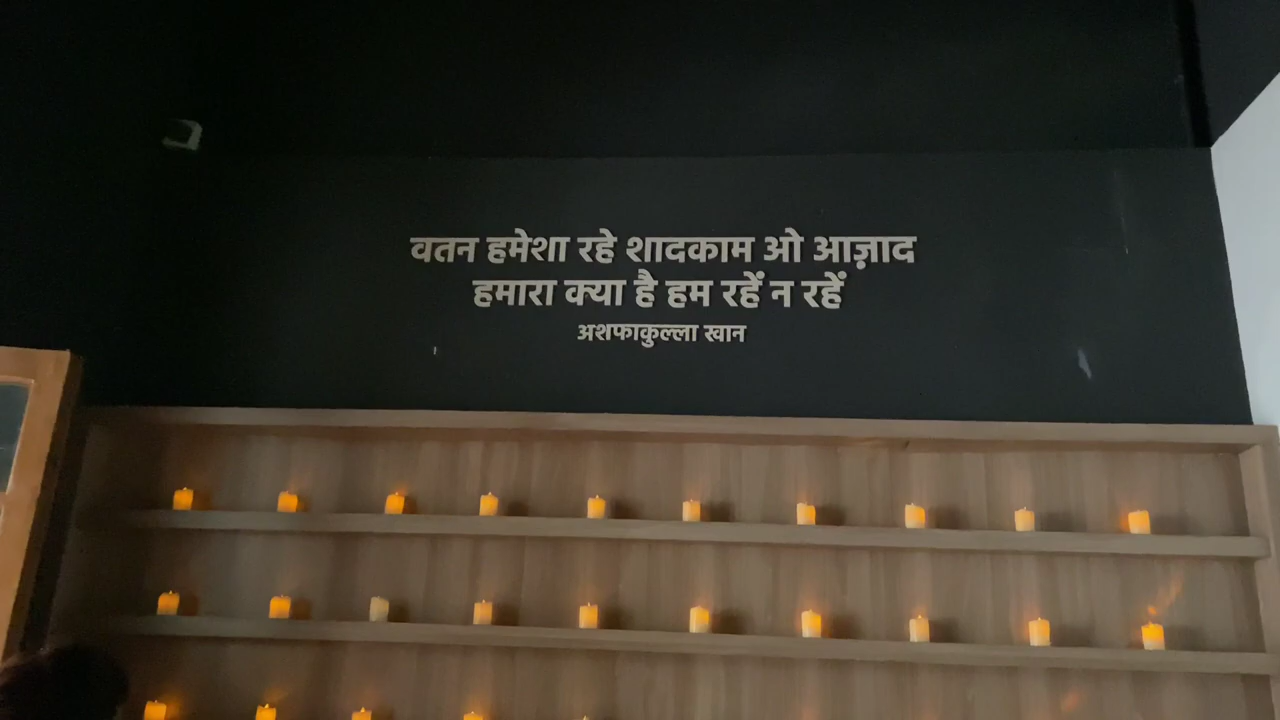 वतन हमेशा रहे शादकाम ओ आज़ाद
हमारा क्या है हम रहें न रहें
अशफाकुल्ला खान